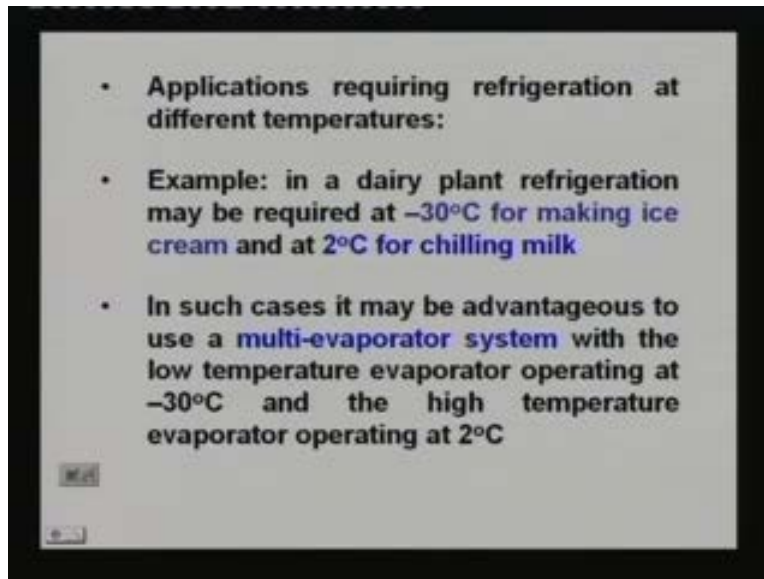 • Applications requiring refrigeration at
different temperatures:
• Example: in a dairy plant refrigeration
may be required at –30°C for making ice
cream and at 2°C for chilling milk
• In such cases it may be advantageous to
use a multi-evaporator system with the
low temperature evaporator operating at
–30°C and the high temperature
evaporator operating at 2°C